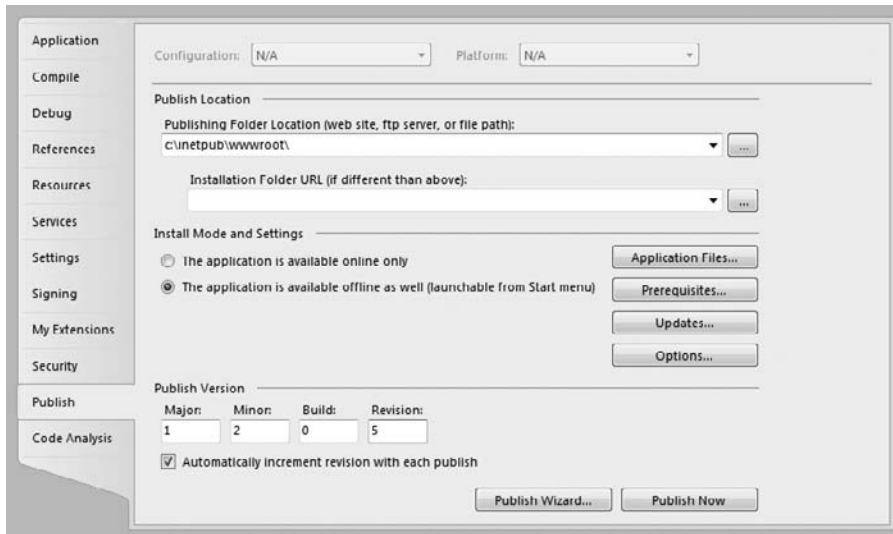 Application
Compile
Debug
References
Resources
Services
Settings
Signing
My Extensions
Security
Publish
Code Analysis
Configuration: N/A Platform: N/A
Publish Location
Publishing Folder Location (web site, ftp server, or file path):
c:\inetpub\wwwroot\ ...
Installation Folder URL (if different than above):
...
Install Mode and Settings
The application is available online only
The application is available offline as well (launchable from Start menu)
Application Files...
Prerequisites...
Updates...
Options...
Publish Version
Major: Minor: Build: Revision:
1 2 0 5
Automatically increment revision with each publish
Publish Wizard... Publish Now